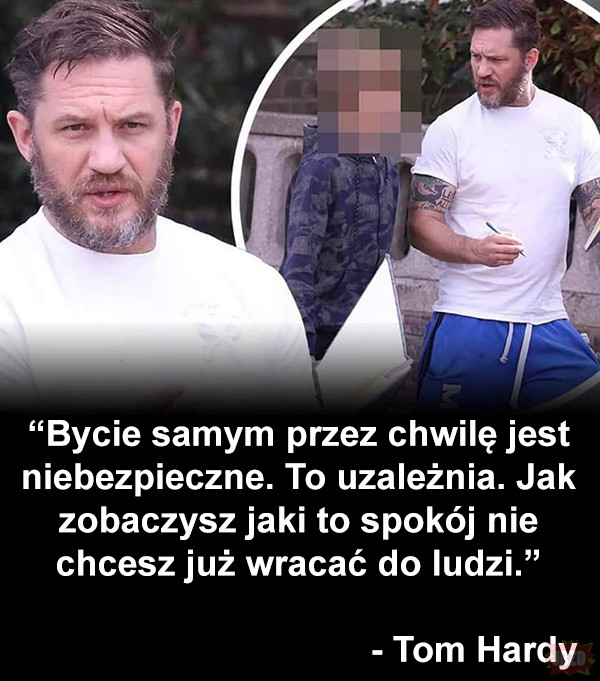 “Bycie samym przez chwilę jest
niebezpieczne. To uzależnia. Jak
zobaczysz jaki to spokój nie
chcesz już wracać do ludzi.”
- Tom Hardy